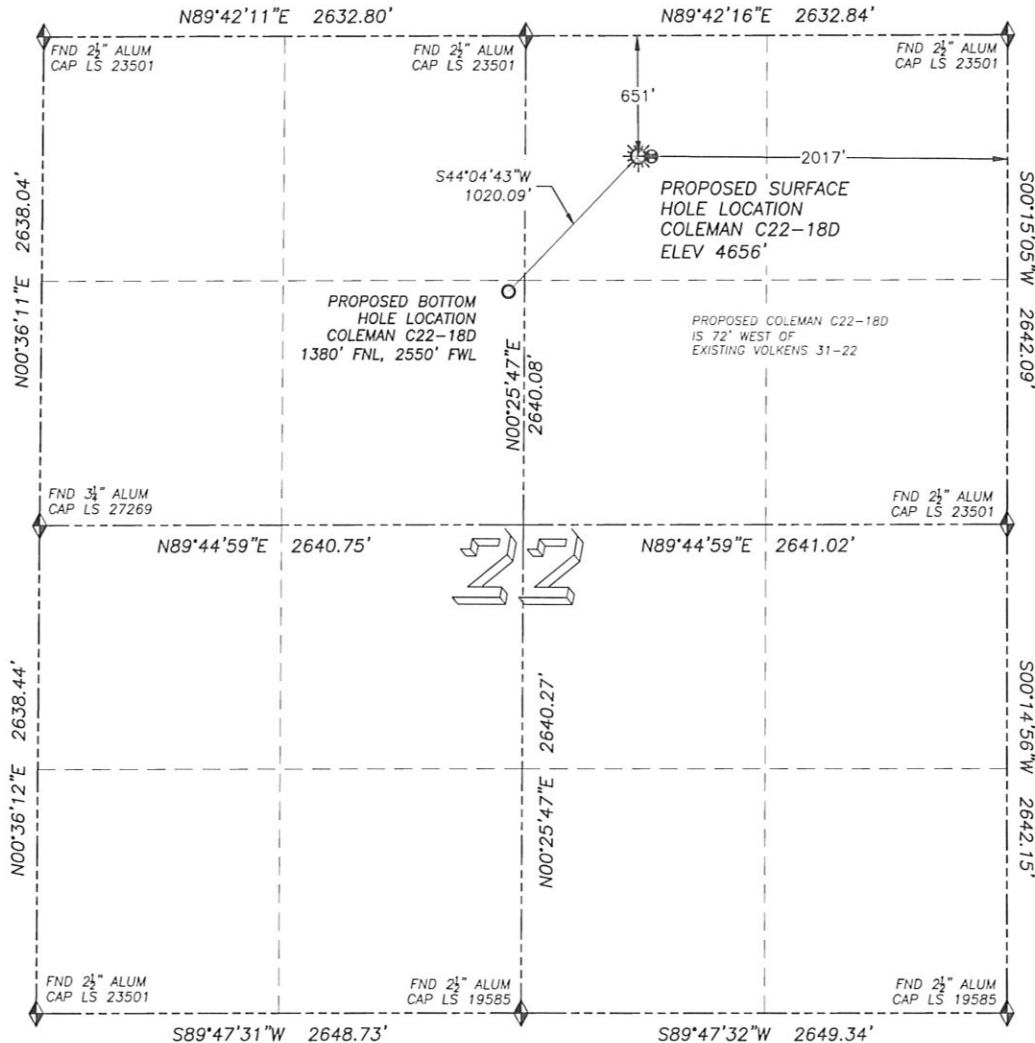 N89°42'11"E 2632.80'
N89°42'16"E 2632.84'
FND 2½" ALUM
CAP LS 23501
FND 2½" ALUM
CAP LS 23501
FND 2½" ALUM
CAP LS 23501
651'
2017'
S44°04'43"W
1020.09'
PROPOSED SURFACE
HOLE LOCATION
COLEMAN C22-18D
ELEV 4656'
N00°36'11"E 2638.04'
S00°15'05"W 2642.09'
PROPOSED BOTTOM
HOLE LOCATION
COLEMAN C22-18D
1380' FNL, 2550' FWL
N00°25'47"E
2640.08'
PROPOSED COLEMAN C22-18D
IS 72' WEST OF
EXISTING VOLKENS 31-22
FND 3¼" ALUM
CAP LS 27269
FND 2½" ALUM
CAP LS 23501
N89°44'59"E 2640.75'
N89°44'59"E 2641.02'
22
N00°36'12"E 2638.44'
N00°25'47"E 2640.27'
S00°14'56"W 2642.15'
FND 2½" ALUM
CAP LS 23501
FND 2½" ALUM
CAP LS 19585
FND 2½" ALUM
CAP LS 19585
S89°47'31"W 2648.73'
S89°47'32"W 2649.34'